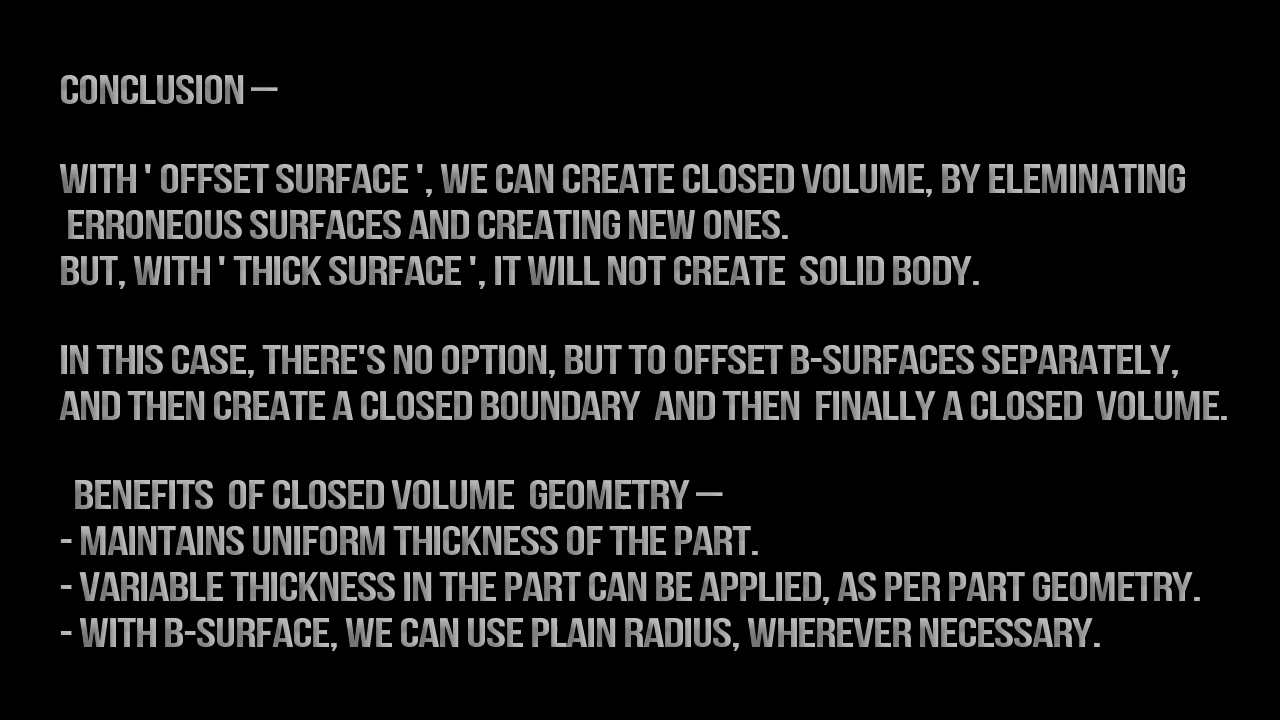 CONCLUSION –
WITH ' OFFSET SURFACE ', WE CAN CREATE CLOSED VOLUME, BY ELEMINATING
ERRONEOUS SURFACES AND CREATING NEW ONES.
BUT, WITH ' THICK SURFACE ', IT WILL NOT CREATE SOLID BODY.
IN THIS CASE, THERE'S NO OPTION, BUT TO OFFSET B-SURFACES SEPARATELY,
AND THEN CREATE A CLOSED BOUNDARY AND THEN FINALLY A CLOSED VOLUME.
BENEFITS OF CLOSED VOLUME GEOMETRY –
- MAINTAINS UNIFORM THICKNESS OF THE PART.
- VARIABLE THICKNESS IN THE PART CAN BE APPLIED, AS PER PART GEOMETRY.
- WITH B-SURFACE, WE CAN USE PLAIN RADIUS, WHEREVER NECESSARY.